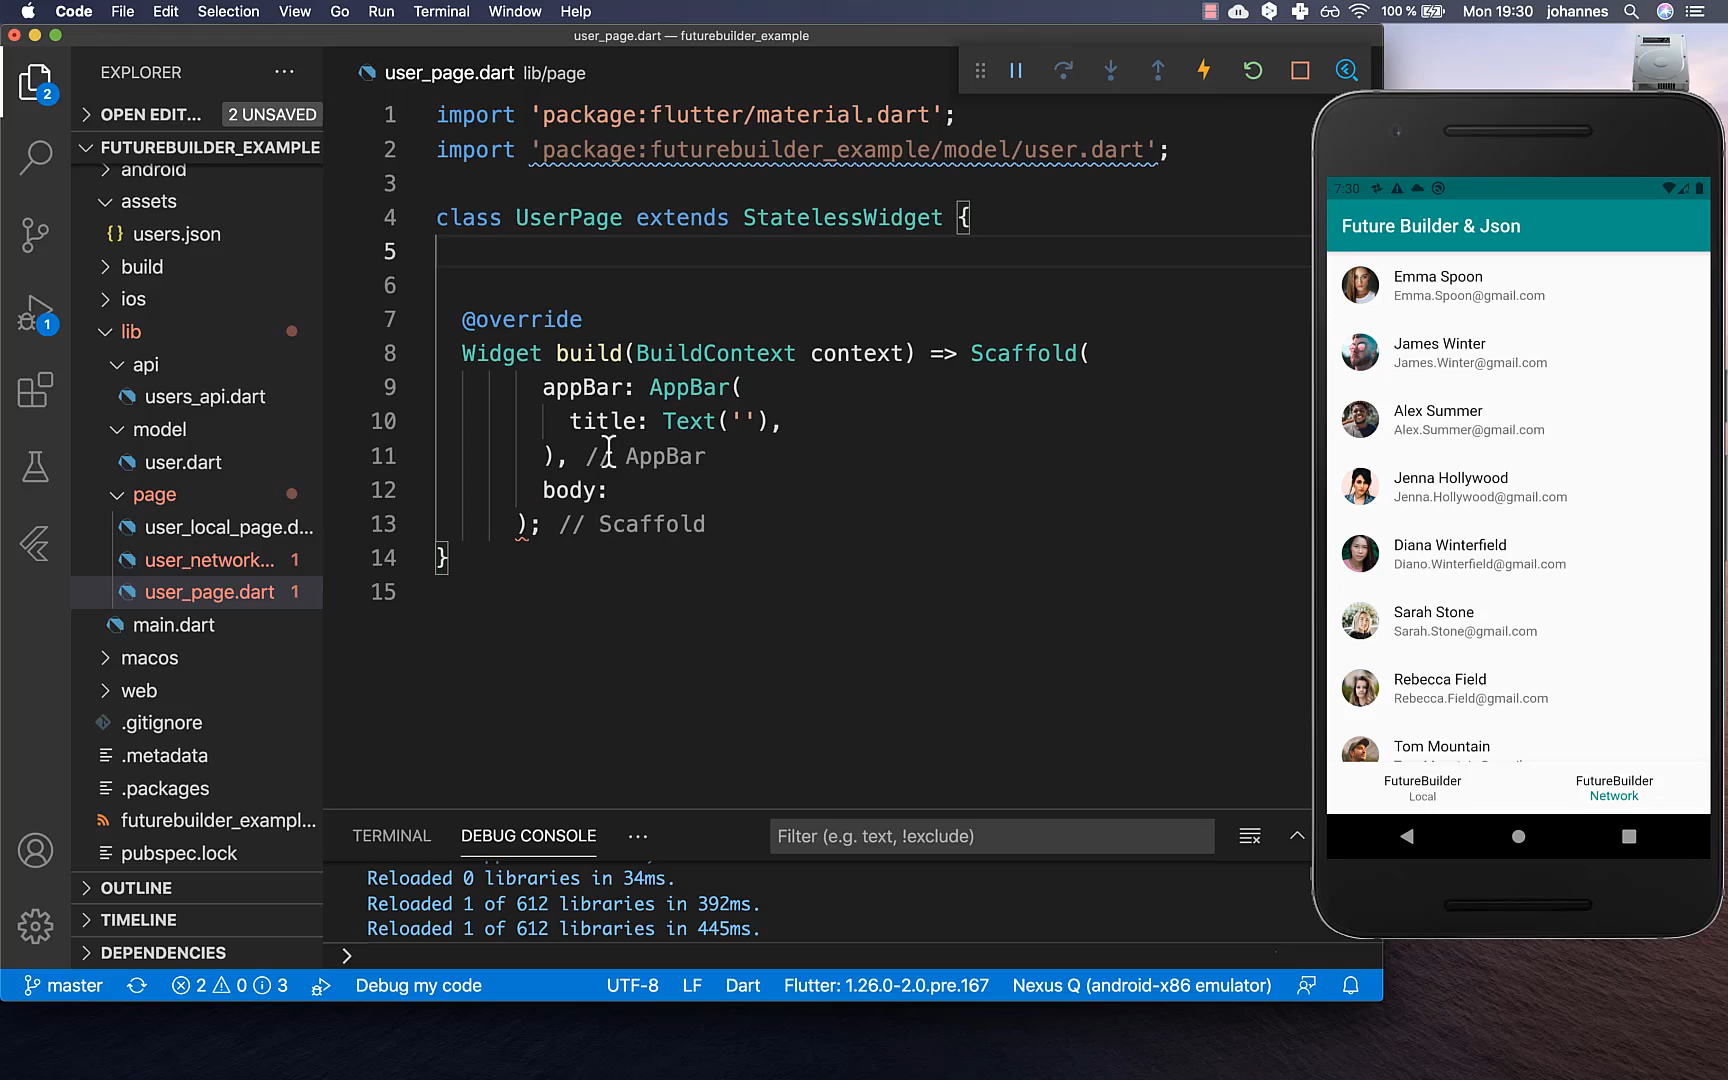 Code File Edit Selection View Go Run Terminal Window Help 100 % Mon 19:30 johannes
user_page.dart — futurebuilder_example
EXPLORER
OPEN EDIT... 2 UNSAVED
FUTUREBUILDER_EXAMPLE
android
assets
{} users.json
build
ios
lib
api
users_api.dart
model
user.dart
page
user_local_page.d...
user_network... 1
user_page.dart 1
main.dart
macos
web
.gitignore
.metadata
.packages
futurebuilder_exampl...
pubspec.lock
OUTLINE
TIMELINE
DEPENDENCIES
2
1
user_page.dart lib/page
1 import 'package:flutter/material.dart';
2 import 'package:futurebuilder_example/model/user.dart';
3
4 class UserPage extends StatelessWidget {
5
6
7 @override
8 Widget build(BuildContext context) => Scaffold(
9 appBar: AppBar(
10 title: Text(''),
11 ), // AppBar
12 body:
13 ); // Scaffold
14 }
15
TERMINAL DEBUG CONSOLE ... Filter (e.g. text, !exclude)
Reloaded 0 libraries in 34ms.
Reloaded 1 of 612 libraries in 392ms.
Reloaded 1 of 612 libraries in 445ms.
master 2 0 3 Debug my code UTF-8 LF Dart Flutter: 1.26.0-2.0.pre.167 Nexus Q (android-x86 emulator)
7:30
Future Builder & Json
Emma Spoon
Emma.Spoon@gmail.com
James Winter
James.Winter@gmail.com
Alex Summer
Alex.Summer@gmail.com
Jenna Hollywood
Jenna.Hollywood@gmail.com
Diana Winterfield
Diano.Winterfield@gmail.com
Sarah Stone
Sarah.Stone@gmail.com
Rebecca Field
Rebecca.Field@gmail.com
Tom Mountain
FutureBuilder
Local
FutureBuilder
Network